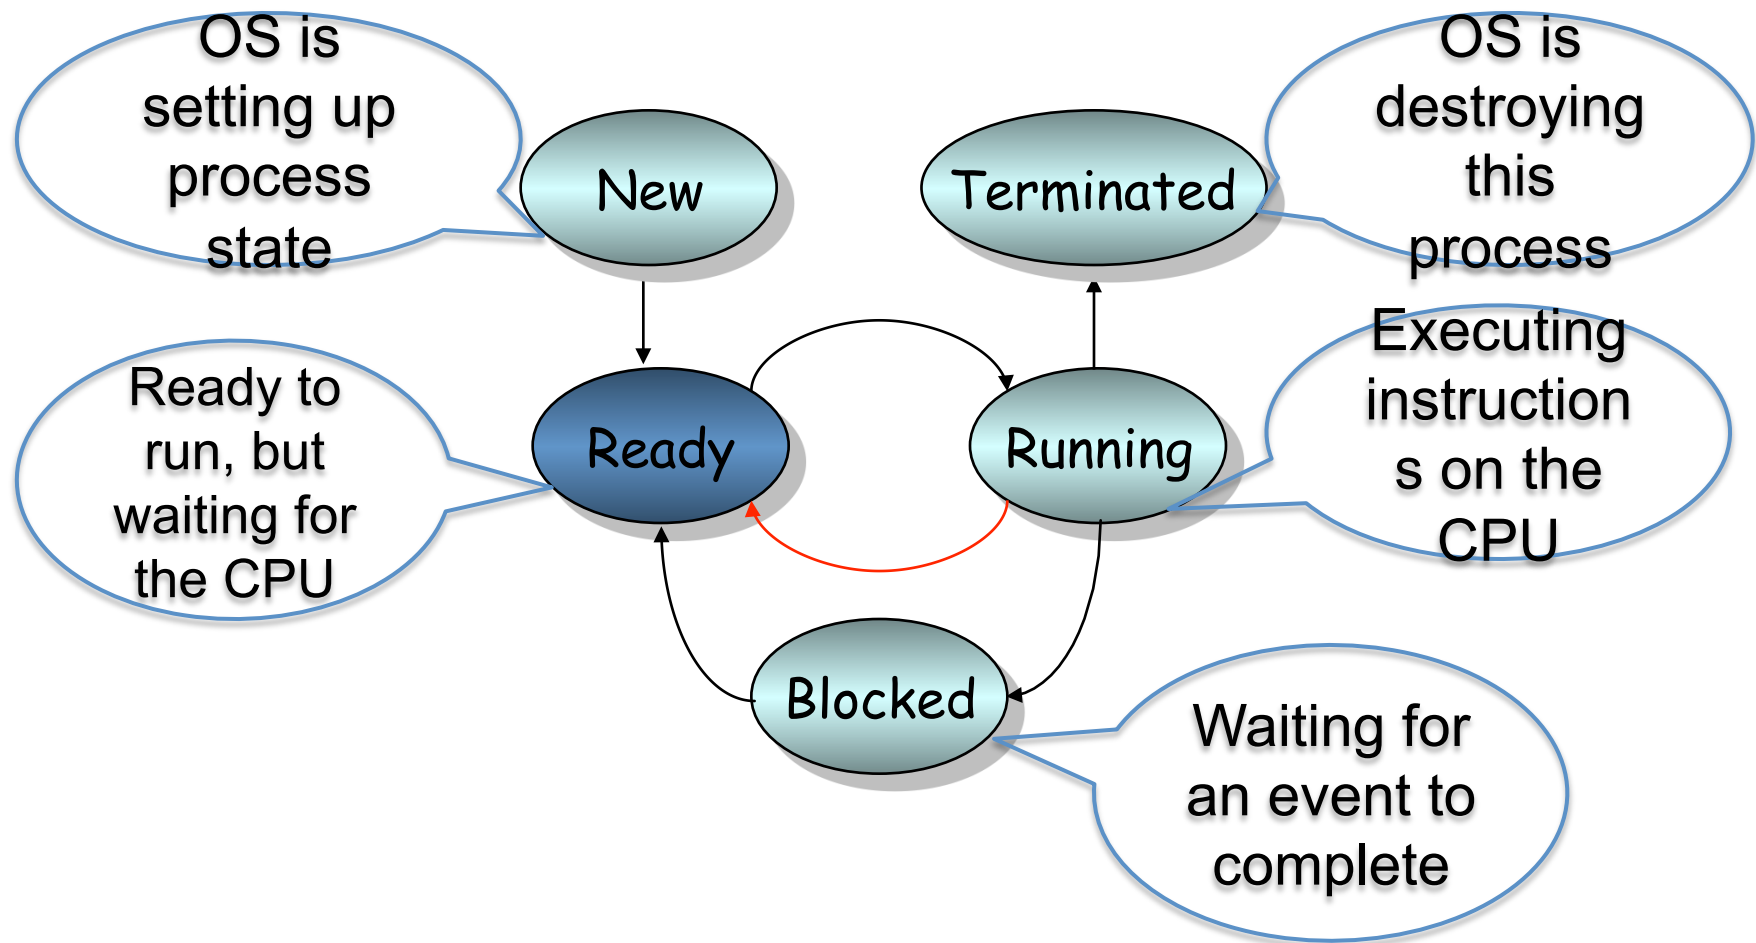 OS is
setting up
process
state
New
Terminated
OS is
destroying
this
process
Ready to
run, but
waiting for
the CPU
Ready
Running
Executing
instruction
s on the
CPU
Blocked
Waiting for
an event to
complete